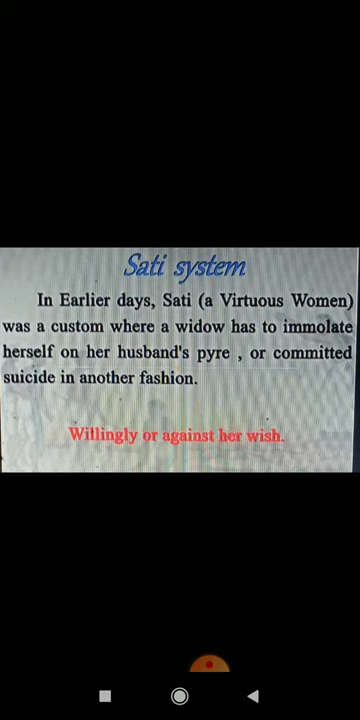 Sati system
In Earlier days, Sati (a Virtuous Women)
was a custom where a widow has to immolate
herself on her husband's pyre , or committed
suicide in another fashion.
Willingly or against her wish.